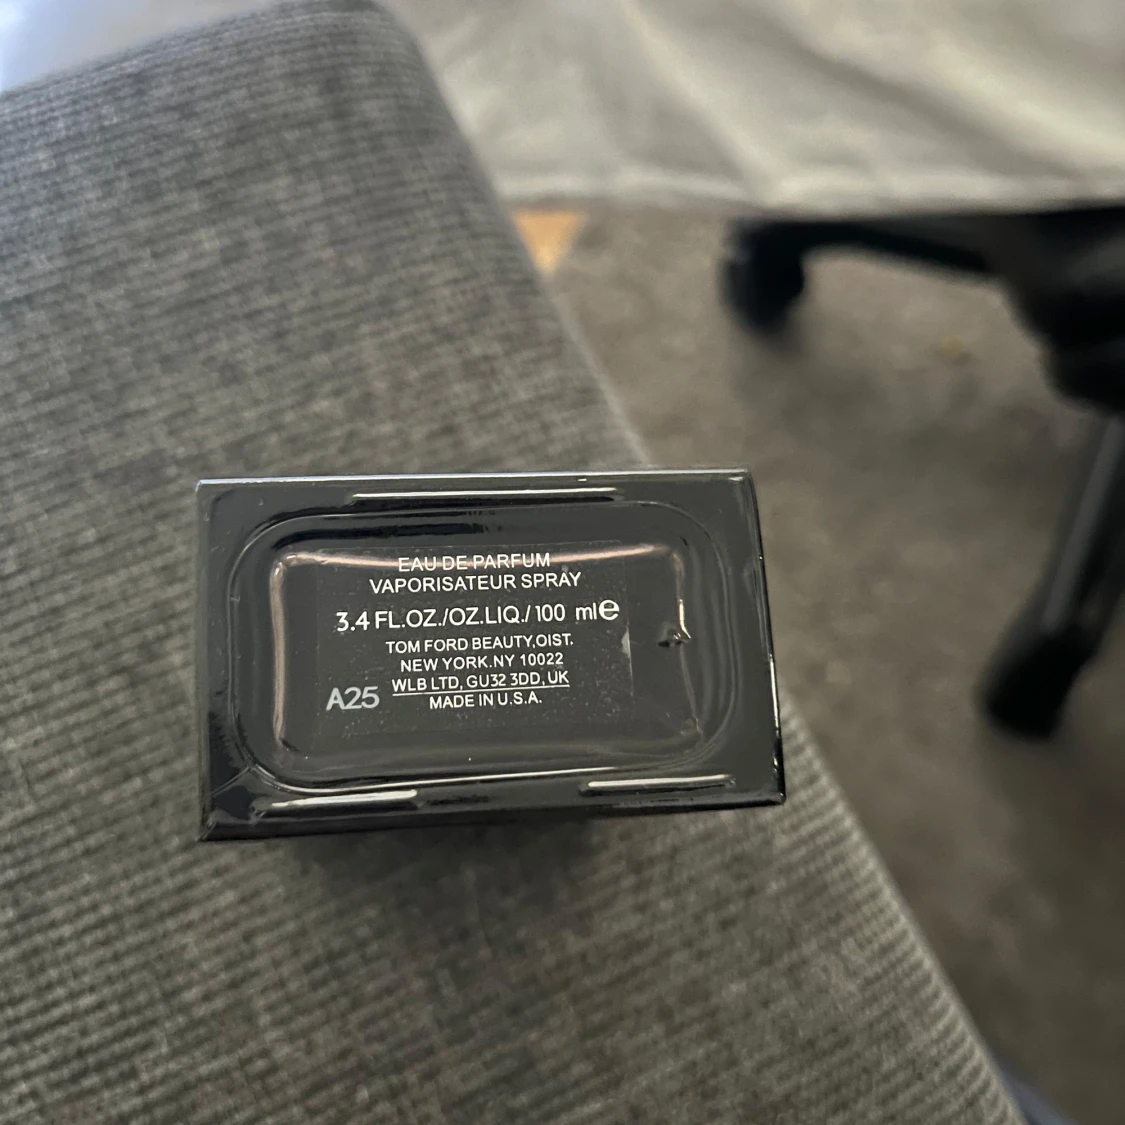 EAU DE PARFUM
VAPORISATEUR SPRAY
3.4 FL.OZ./OZ.LIQ./100 ml℮
TOM FORD BEAUTY,OIST.
NEW YORK.NY 10022
WLB LTD, GU32 3DD, UK
A25 MADE IN U.S.A.